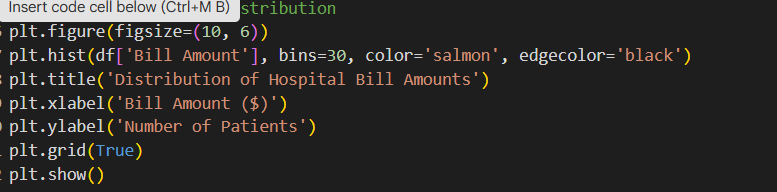 Insert code cell below (Ctrl+M B) stribution
plt.figure(figsize=(10, 6))
plt.hist(df['Bill Amount'], bins=30, color='salmon', edgecolor='black')
plt.title('Distribution of Hospital Bill Amounts')
plt.xlabel('Bill Amount ($)')
plt.ylabel('Number of Patients')
plt.grid(True)
plt.show()